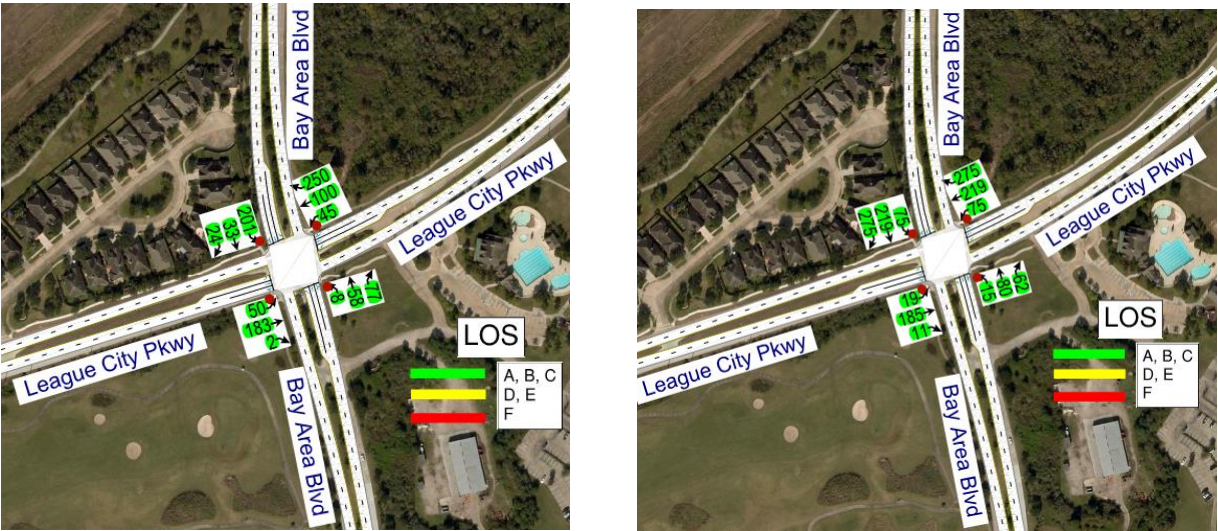 Bay Area Blvd
250
100
45
201
33
24
League City Pkwy
8
58
77
50
183
2
League City Pkwy
LOS
A, B, C
D, E
F
Bay Area Blvd
Bay Area Blvd
275
219
75
75
219
275
League City Pkwy
15
80
62
19
185
11
League City Pkwy
LOS
A, B, C
D, E
F
Bay Area Blvd